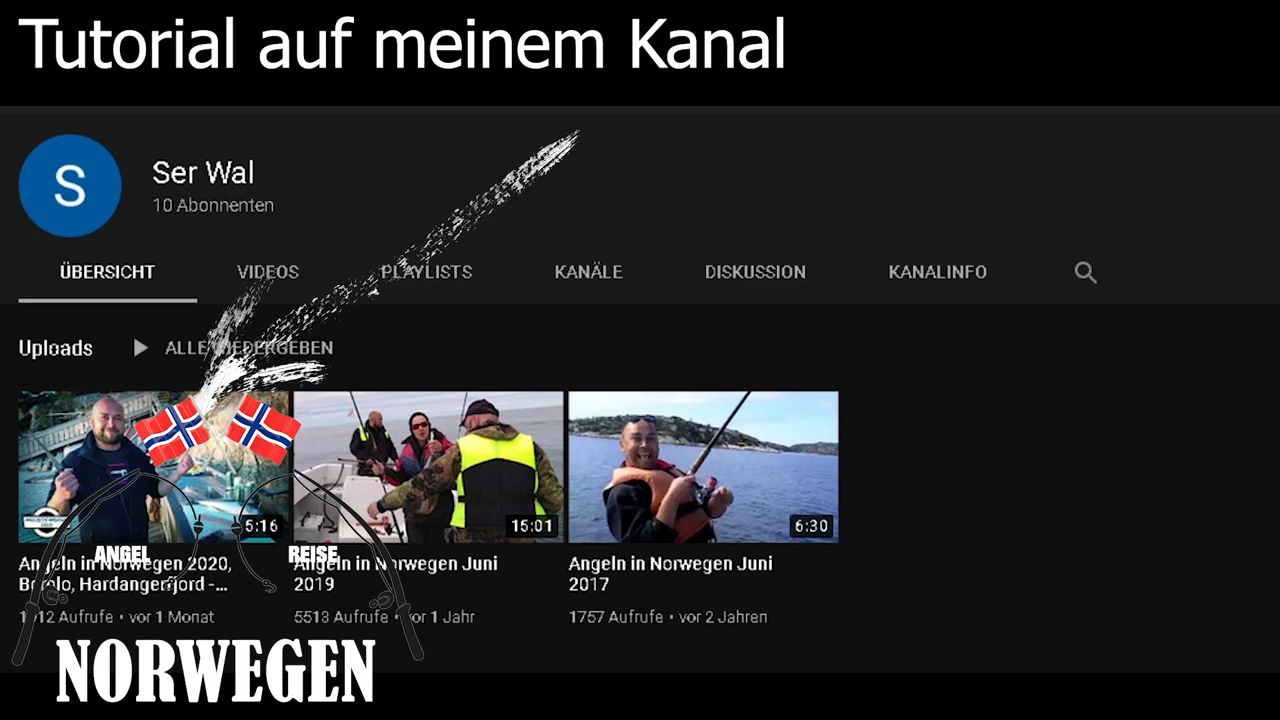 Tutorial auf meinem Kanal
S
Ser Wal
10 Abonnenten
ÜBERSICHT VIDEOS PLAYLISTS KANÄLE DISKUSSION KANALINFO
Uploads ALLE WIEDERGEBEN
5:16 15:01 6:30
Angeln in Norwegen 2020,
Bomlo, Hardangerfjord -...
Angeln in Norwegen Juni
2019
Angeln in Norwegen Juni
2017
vor 1 Monat
5513 Aufrufe • vor 1 Jahr
1757 Aufrufe • vor 2 Jahren
ANGEL REISE
NORWEGEN